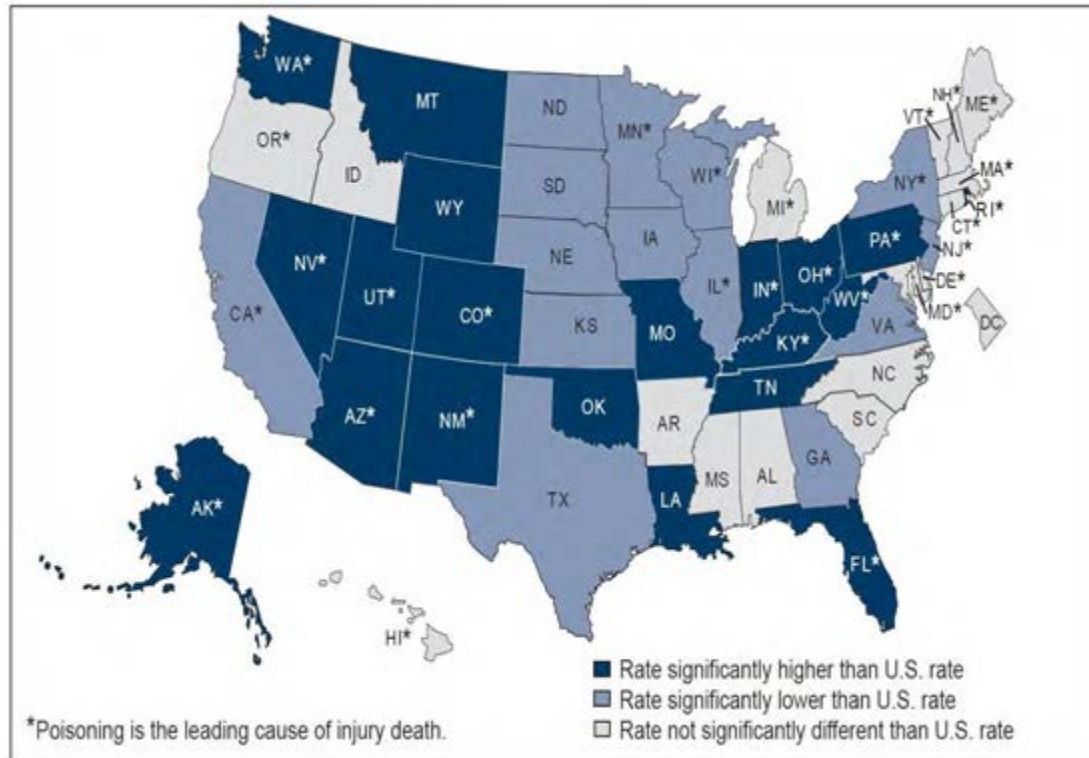 WA*
MT
ND
MN*
VT*
NH*
ME*
OR*
ID
SD
WI*
MI*
NY*
MA*
RI*
CT*
WY
IA
PA*
NJ*
NE
NV*
UT*
CO*
IL*
IN*
OH*
WV*
DE*
MD*
DC
CA*
KS
MO
KY*
VA
AZ*
NM*
OK
AR
TN
NC
SC
TX
LA
MS
AL
GA
FL*
AK*
HI*
Rate significantly higher than U.S. rate
Rate significantly lower than U.S. rate
Rate not significantly different than U.S. rate
*Poisoning is the leading cause of injury death.